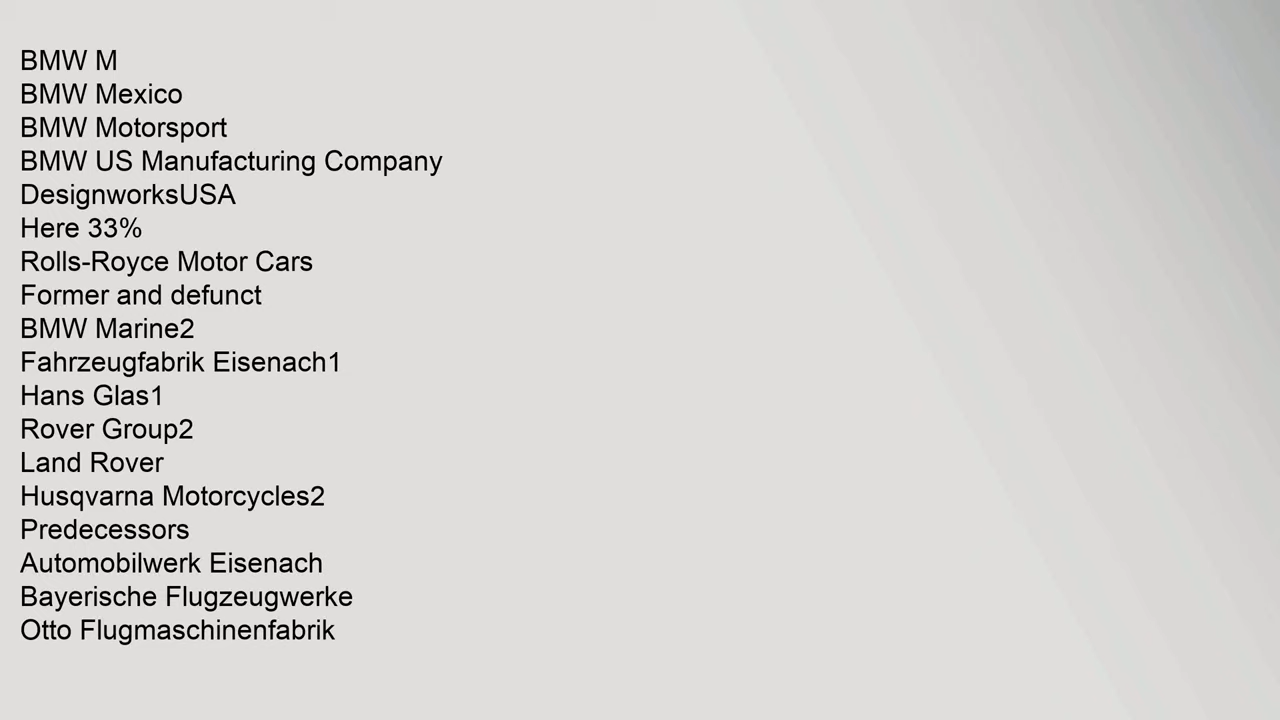 BMW M
BMW Mexico
BMW Motorsport
BMW US Manufacturing Company
DesignworksUSA
Here 33%
Rolls-Royce Motor Cars
Former and defunct
BMW Marine2
Fahrzeugfabrik Eisenach1
Hans Glas1
Rover Group2
Land Rover
Husqvarna Motorcycles2
Predecessors
Automobilwerk Eisenach
Bayerische Flugzeugwerke
Otto Flugmaschinenfabrik